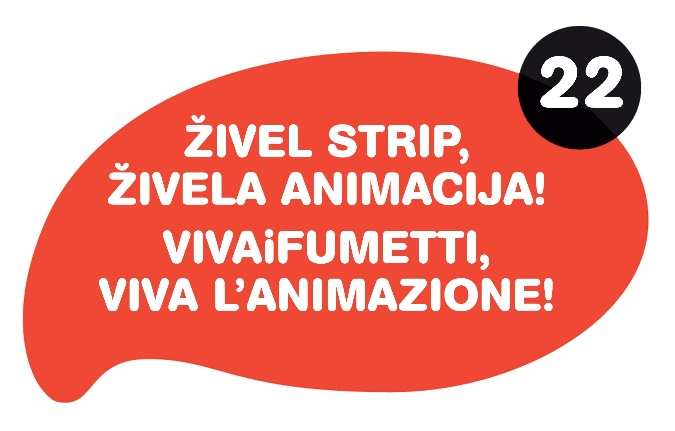 22
ŽIVEL STRIP,
ŽIVELA ANIMACIJA!
VIVAiFUMETTI,
VIVA L’ANIMAZIONE!